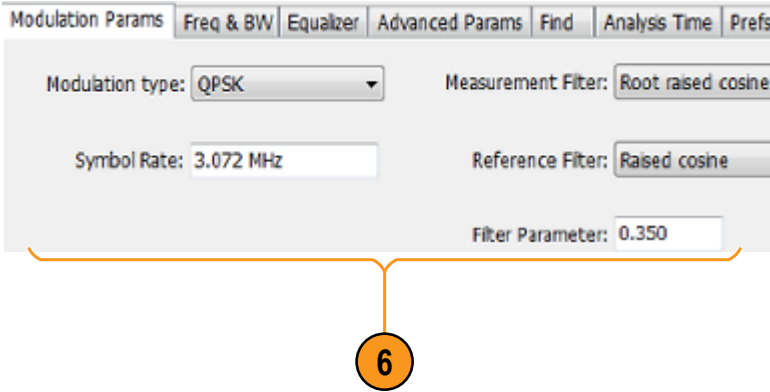 Modulation Params Freq & BW Equalizer Advanced Params Find Analysis Time Prefs
Modulation type: QPSK Measurement Filter: Root raised cosine
Symbol Rate: 3.072 MHz Reference Filter: Raised cosine
Filter Parameter: 0.350
6